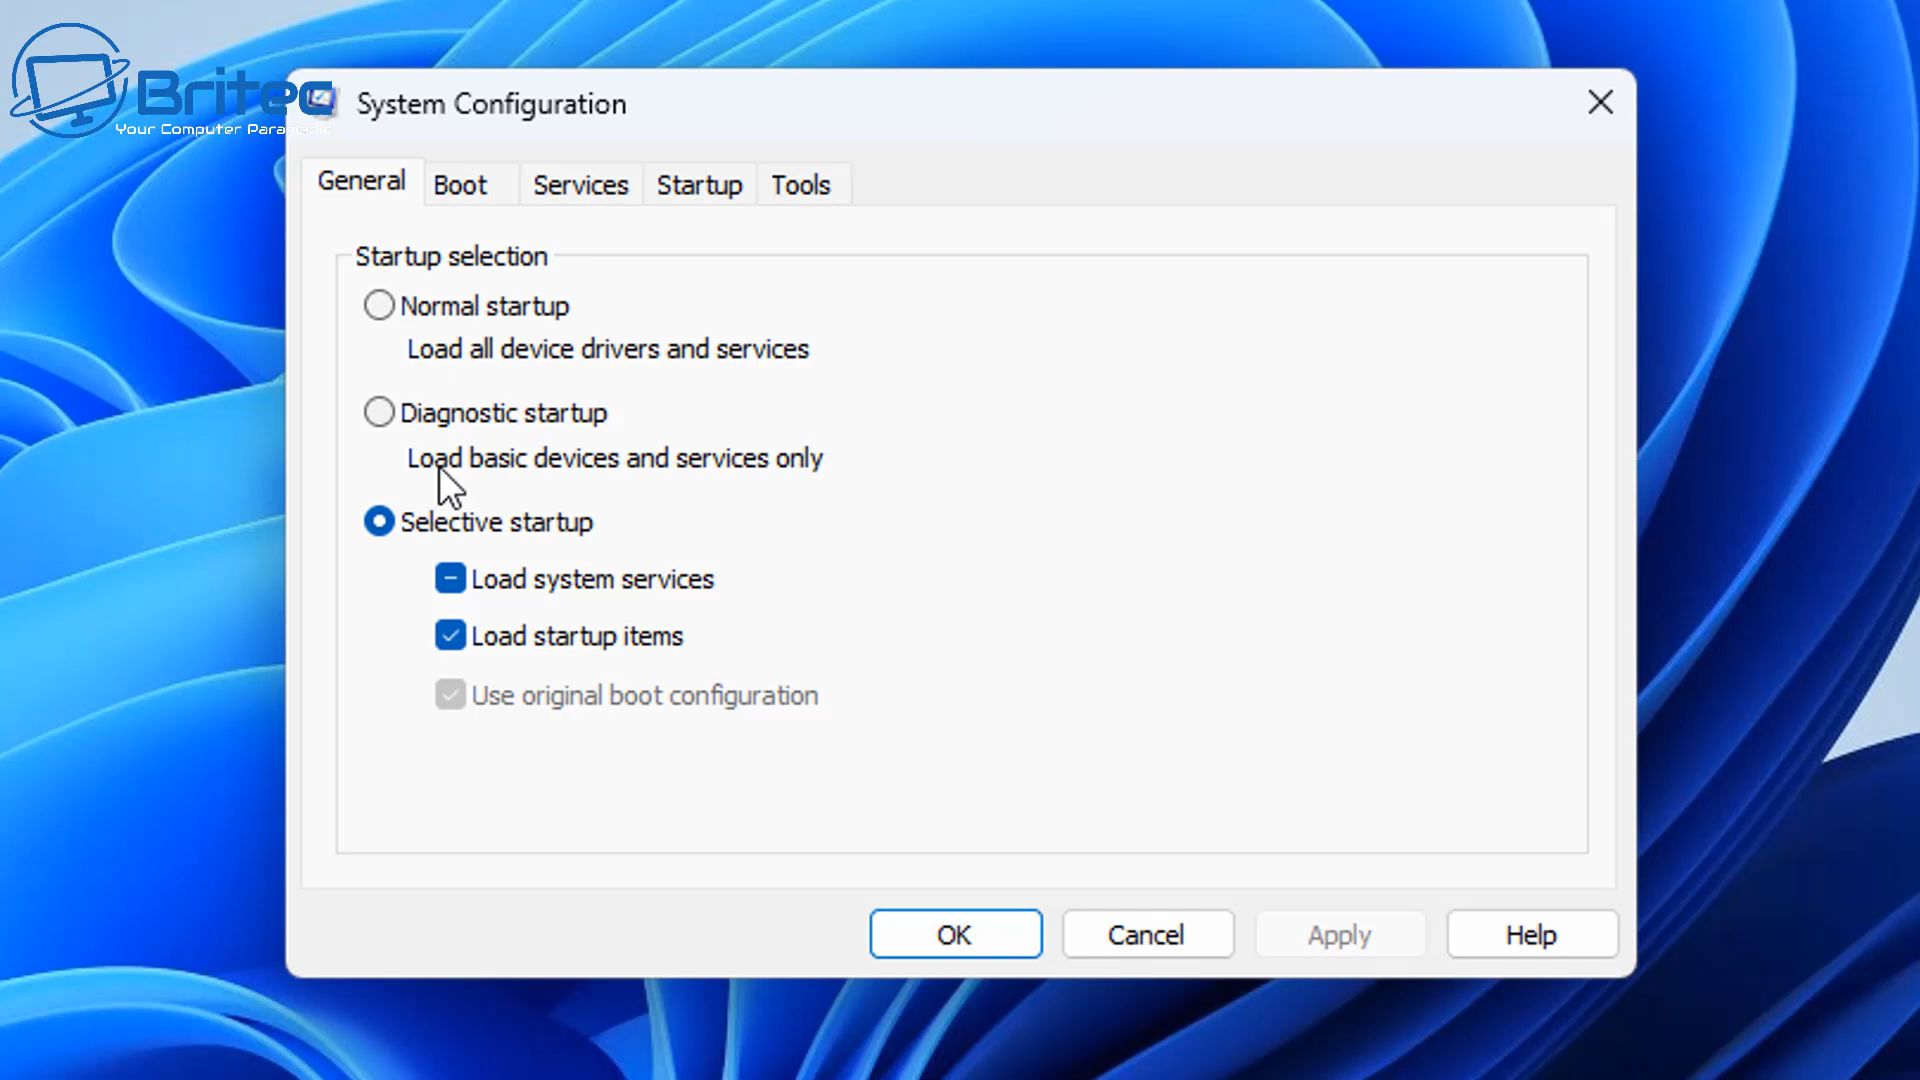 Britec
Your Computer Paramedic
System Configuration
General Boot Services Startup Tools
Startup selection
Normal startup
Load all device drivers and services
Diagnostic startup
Load basic devices and services only
Selective startup
Load system services
Load startup items
Use original boot configuration
OK Cancel Apply Help